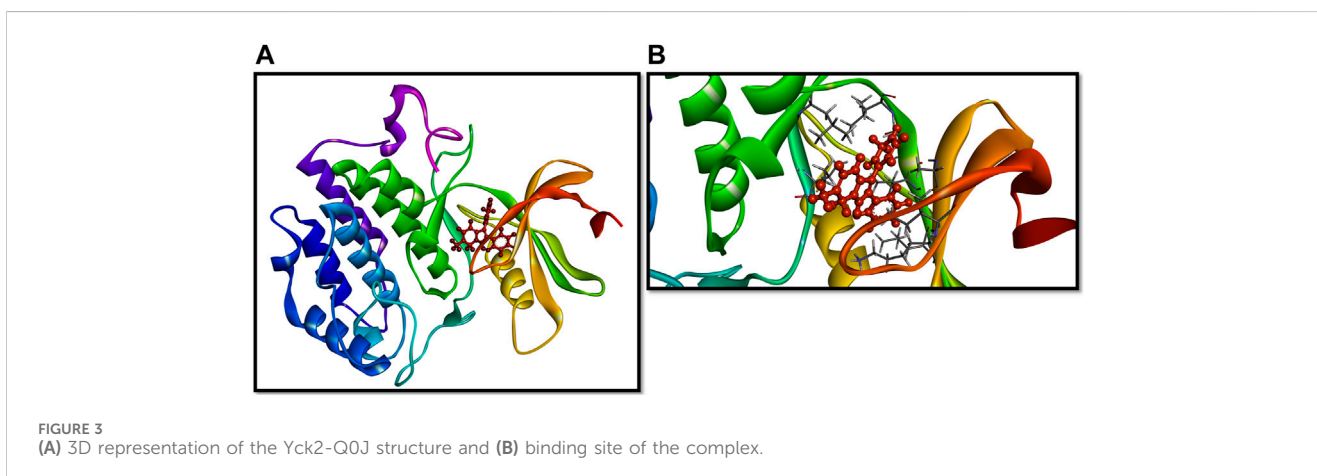 A
B
FIGURE 3
(A) 3D representation of the Yck2-Q0J structure and (B) binding site of the complex.